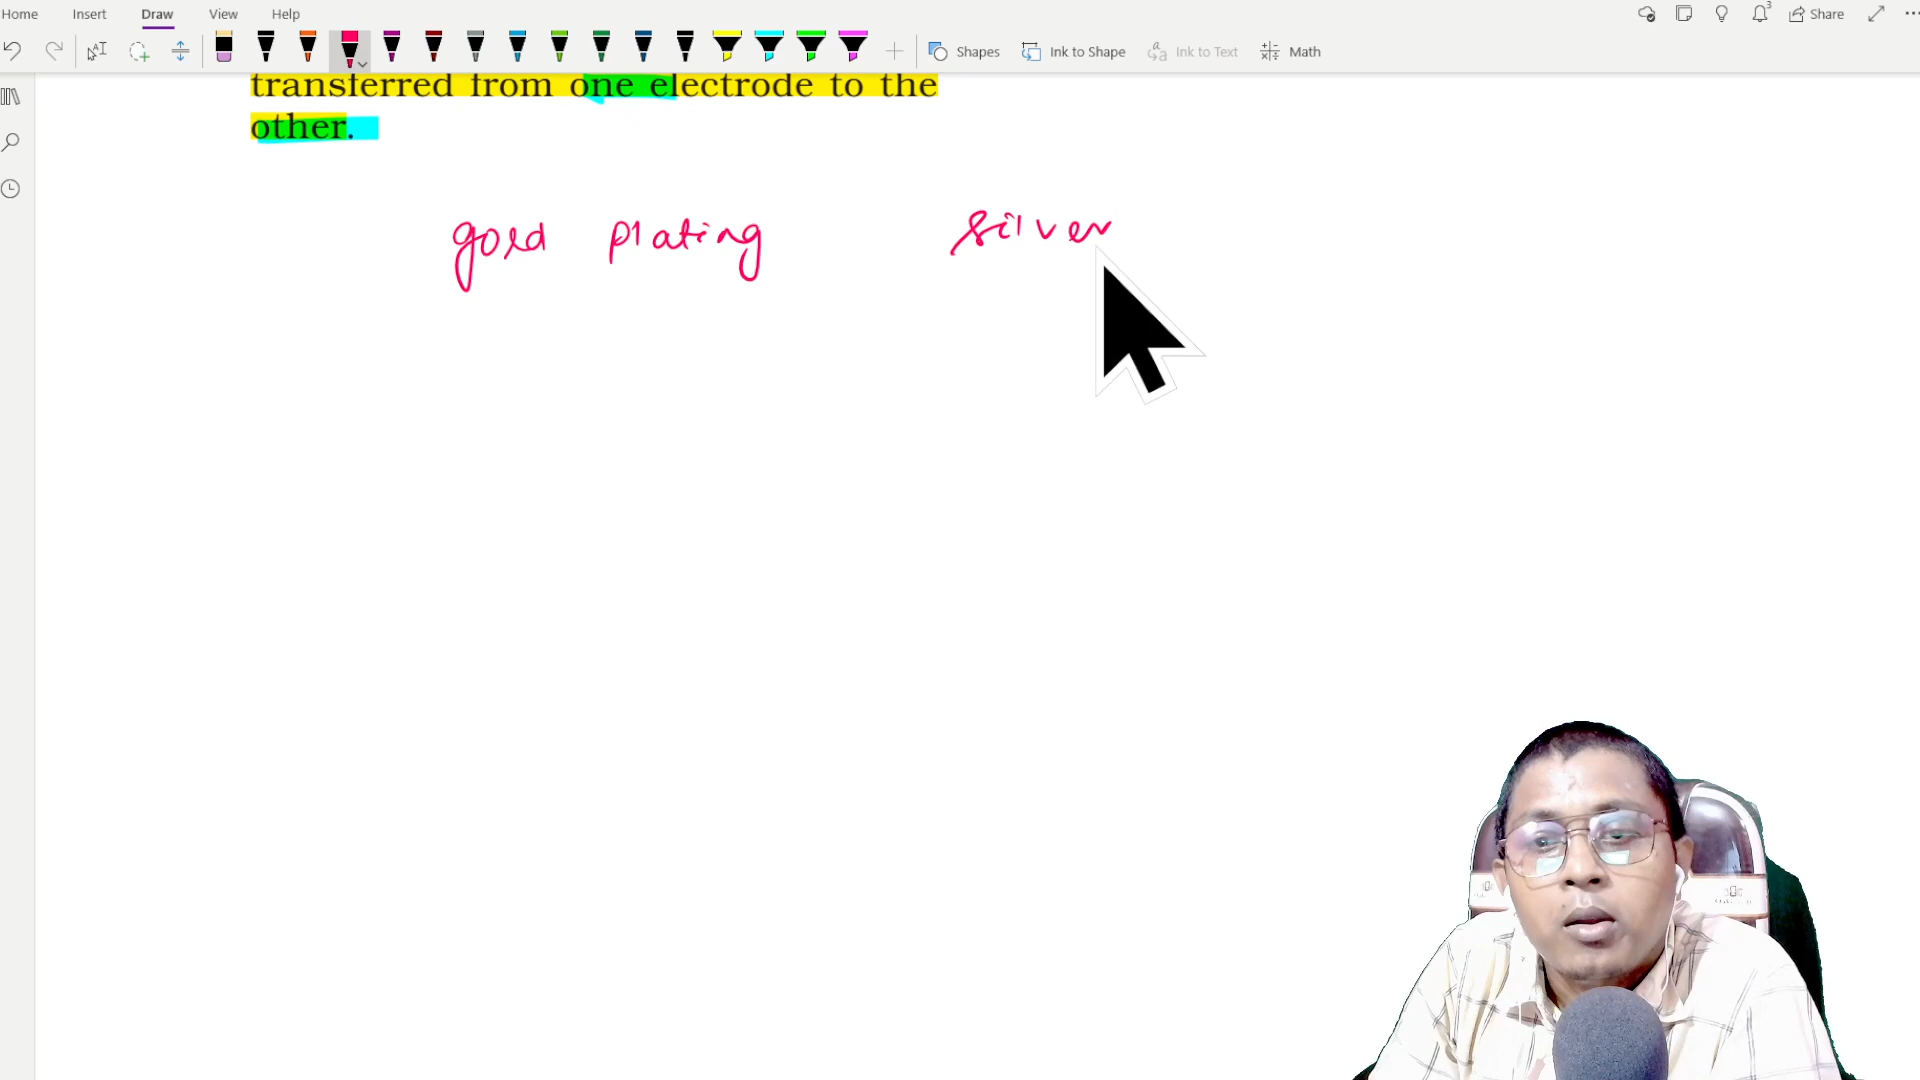 Home Insert Draw View Help
3 Share
Shapes Ink to Shape Ink to Text Math
transferred from one electrode to the
other.
gold plating silver